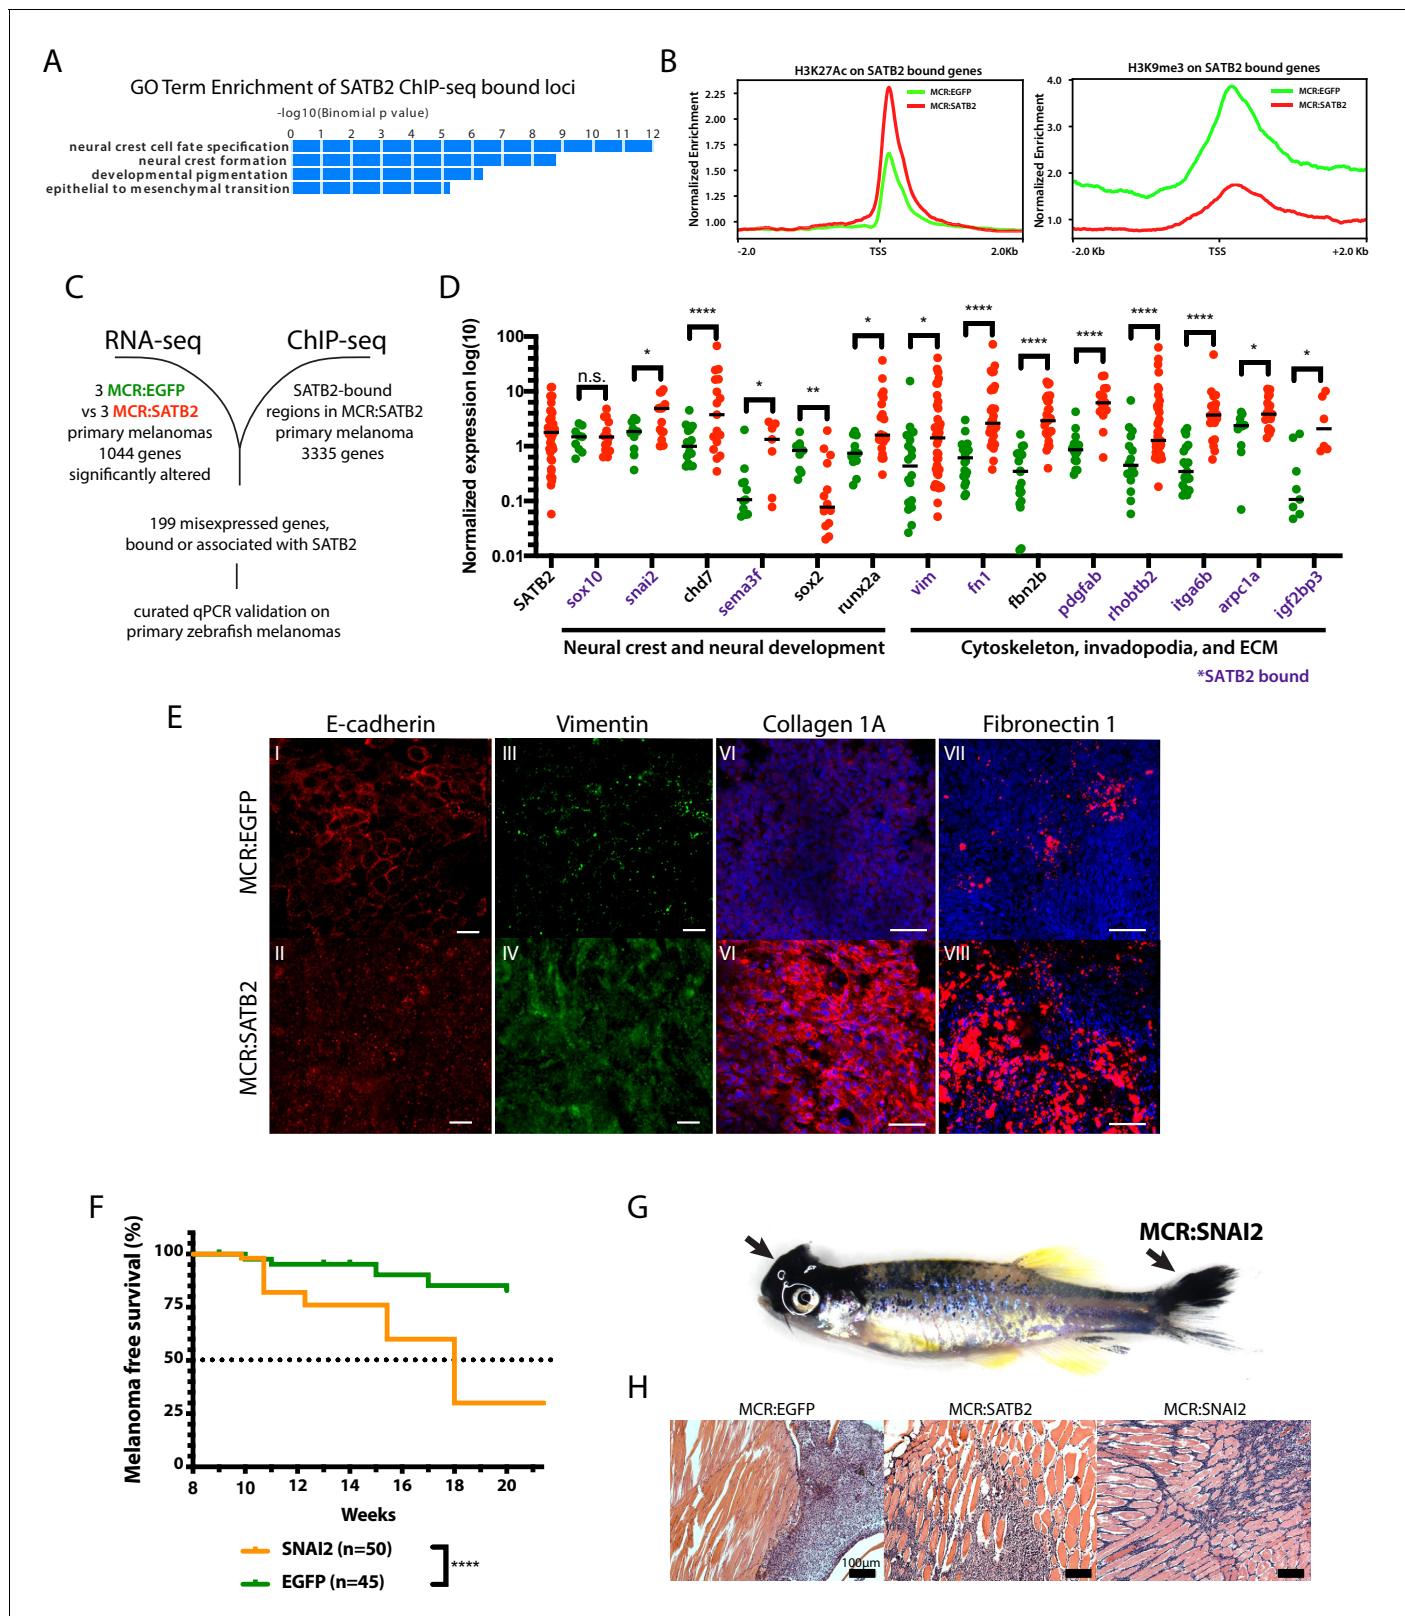 A
GO Term Enrichment of SATB2 ChIP-seq bound loci
-log10(Binomial p value)
0 1 2 3 4 5 6 7 8 9 10 11 12
neural crest cell fate specification
neural crest formation
developmental pigmentation
epithelial to mesenchymal transition
B
H3K27Ac on SATB2 bound genes
MCR:EGFP
MCR:SATB2
Normalized Enrichment
2.25
2.00
1.75
1.50
1.25
1.00
-2.0 TSS 2.0Kb
H3K9me3 on SATB2 bound genes
MCR:EGFP
MCR:SATB2
Normalized Enrichment
4.0
3.0
2.0
1.0
-2.0 Kb TSS +2.0 Kb
C
RNA-seq ChIP-seq
3 MCR:EGFP
vs 3 MCR:SATB2
primary melanomas
1044 genes
significantly altered
SATB2-bound
regions in MCR:SATB2
primary melanoma
3335 genes
199 misexpressed genes,
bound or associated with SATB2
curated qPCR validation on
primary zebrafish melanomas
D
Normalized expression log(10)
100
10
1
0.1
0.01
n.s. * **** * ** * * **** **** **** **** **** * *
SATB2 sox10 snai2 chd7 sema3f sox2 runx2a vim fn1 fbn2b pdgfab rhobtb2 itga6b arpc1a igf2bp3
Neural crest and neural development
Cytoskeleton, invadopodia, and ECM
*SATB2 bound
E
E-cadherin Vimentin Collagen 1A Fibronectin 1
MCR:EGFP
I III VI VII
MCR:SATB2
II IV VI VIII
F
Melanoma free survival (%)
100
75
50
25
0
8 10 12 14 16 18 20
Weeks
SNAI2 (n=50)
EGFP (n=45)
****
G
MCR:SNAI2
H
MCR:EGFP MCR:SATB2 MCR:SNAI2
100µm